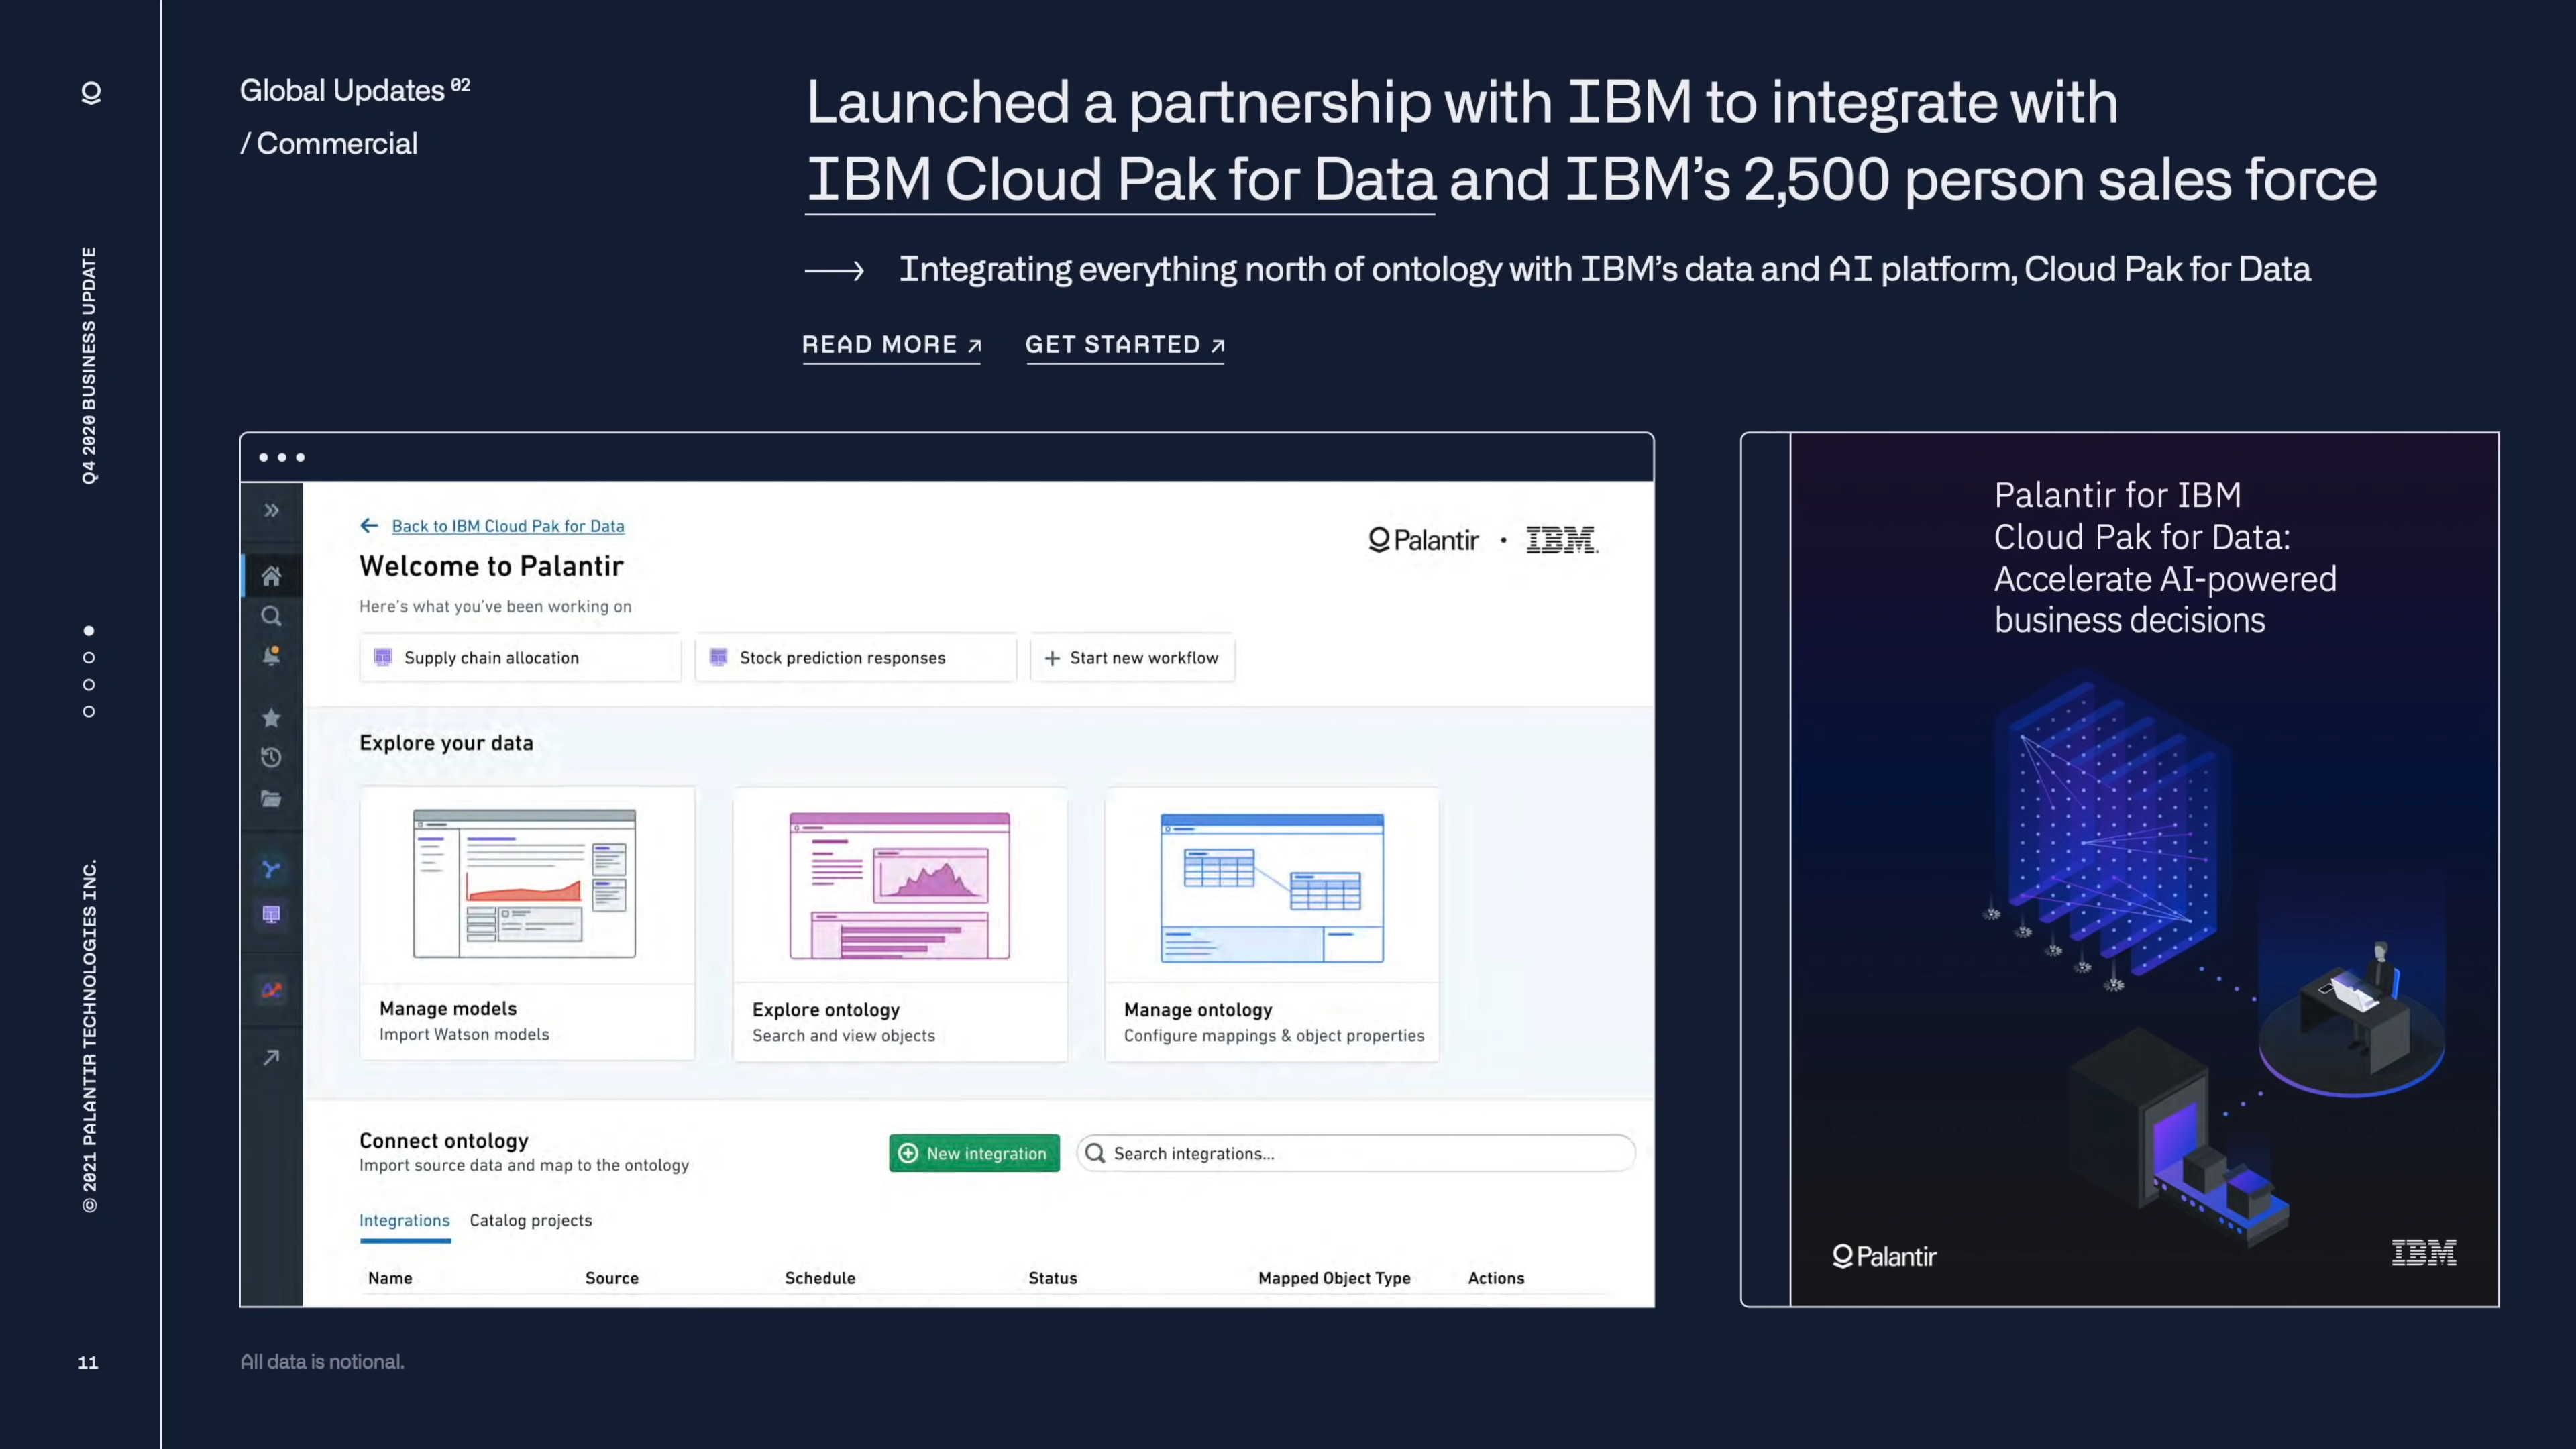 Global Updates 02
/ Commercial
Launched a partnership with IBM to integrate with
IBM Cloud Pak for Data and IBM’s 2,500 person sales force
Integrating everything north of ontology with IBM’s data and AI platform, Cloud Pak for Data
READ MORE ↗ GET STARTED ↗
Q4 2020 BUSINESS UPDATE
© 2021 PALANTIR TECHNOLOGIES INC.
11
← Back to IBM Cloud Pak for Data
Palantir · IBM
Welcome to Palantir
Here's what you've been working on
Supply chain allocation
Stock prediction responses
+ Start new workflow
Explore your data
Manage models
Import Watson models
Explore ontology
Search and view objects
Manage ontology
Configure mappings & object properties
Connect ontology
Import source data and map to the ontology
New integration
Search integrations...
Integrations Catalog projects
Name Source Schedule Status Mapped Object Type Actions
Palantir for IBM
Cloud Pak for Data:
Accelerate AI-powered
business decisions
Palantir
IBM
All data is notional.